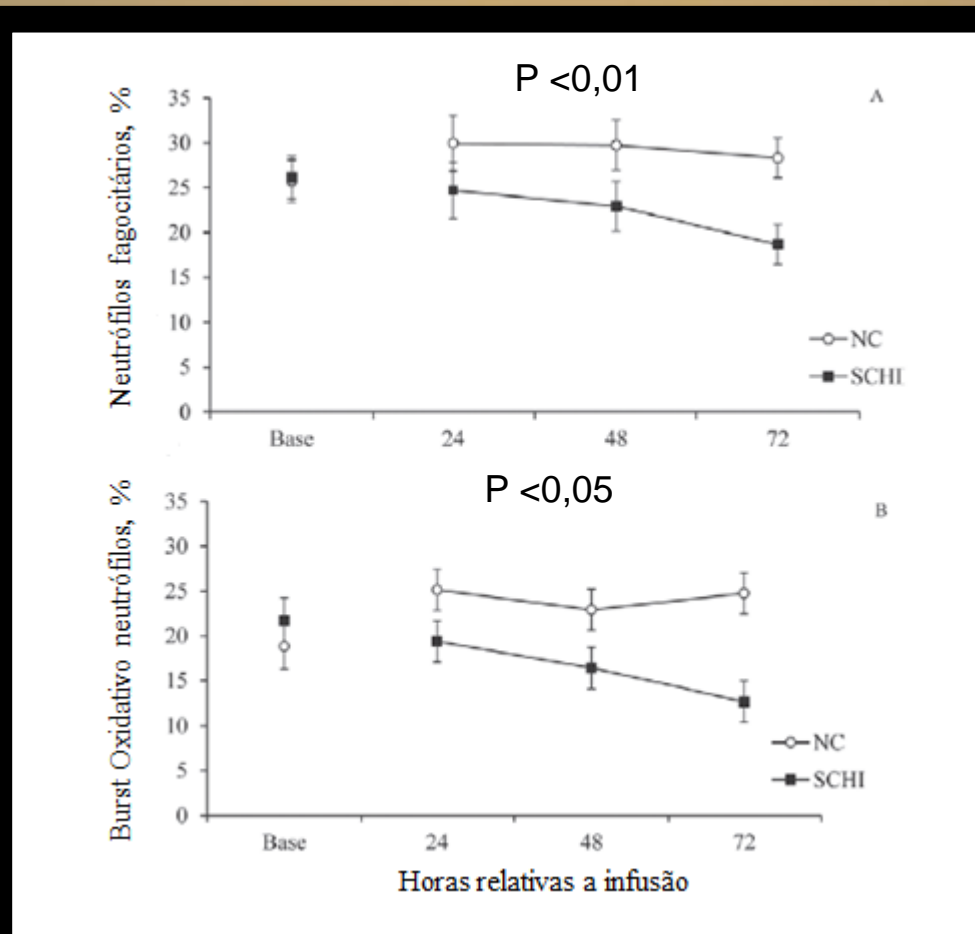 P <0,01
A
Neutrófilos fagocitários, %
35
30
25
20
15
10
5
0
NC
SCHI
Base 24 48 72
P <0,05
B
Burst Oxidativo neutrófilos, %
35
30
25
20
15
10
5
0
NC
SCHI
Base 24 48 72
Horas relativas a infusão